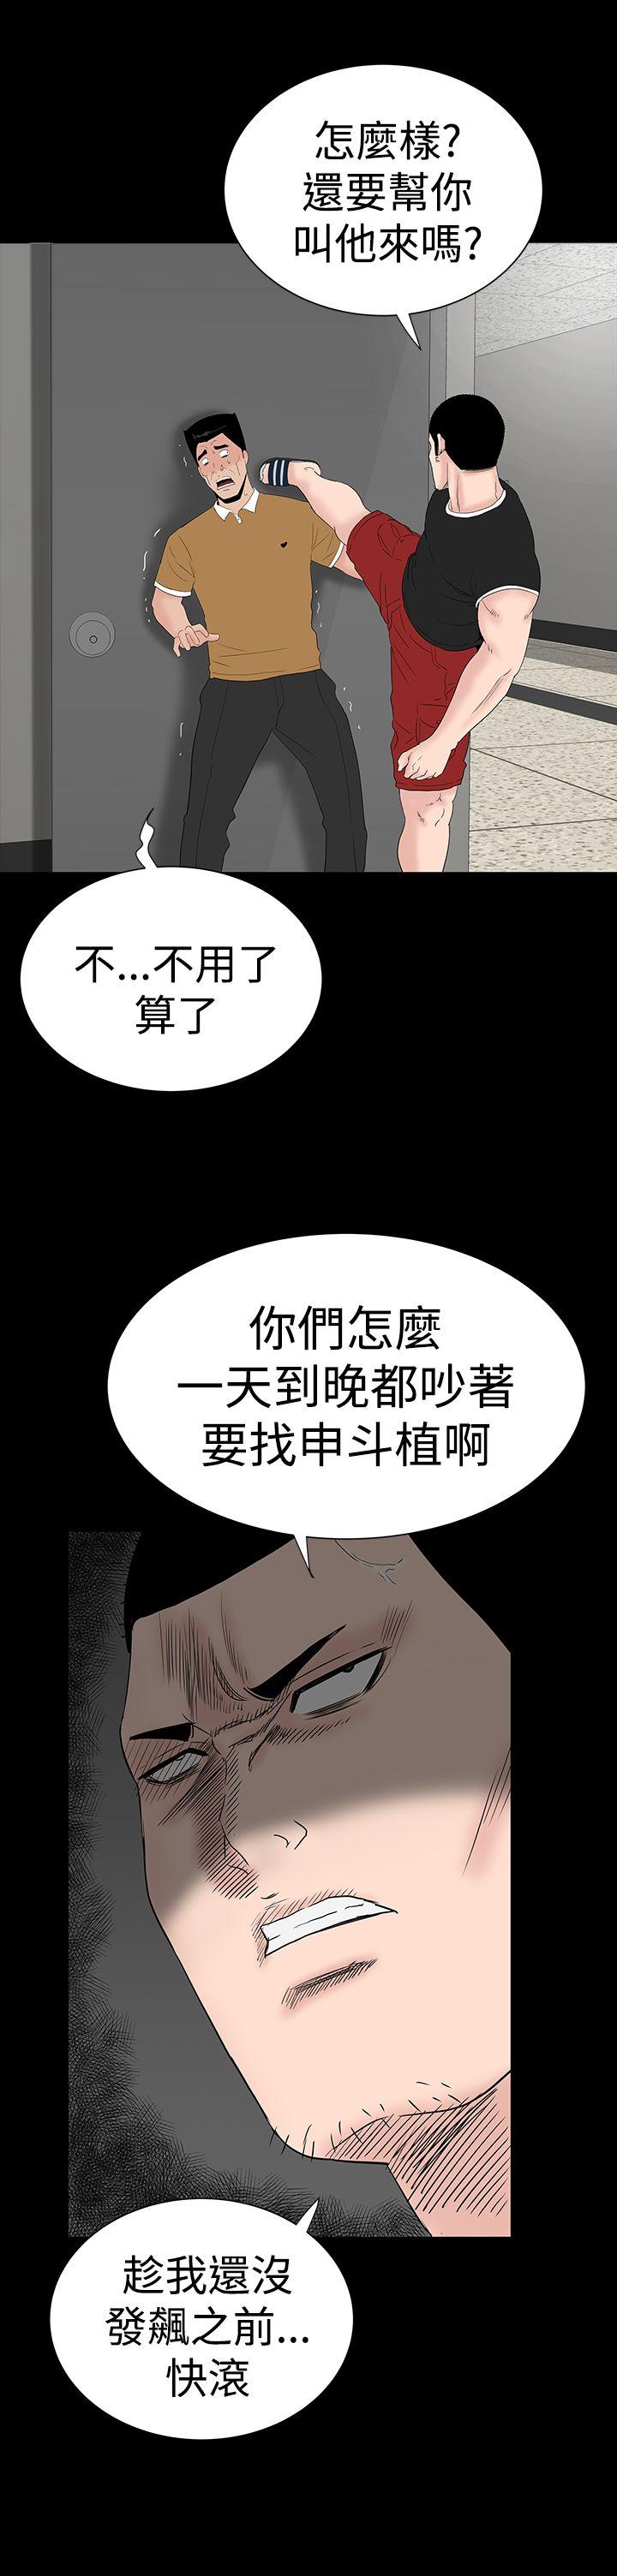 怎麼樣?
還要幫你
叫他來嗎?
不...不用了
算了
你們怎麼
一天到晚都吵著
要找申斗植啊
趁我還沒
發飆之前...
快滾